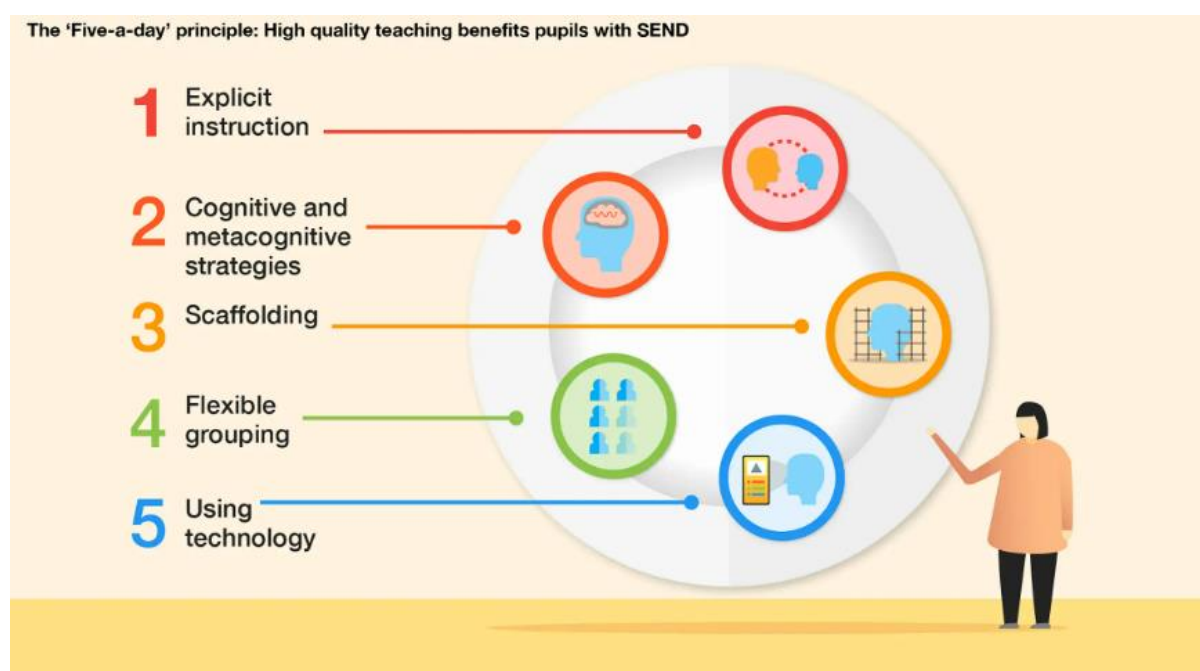 The ‘Five-a-day’ principle: High quality teaching benefits pupils with SEND
1
Explicit
instruction
2
Cognitive and
metacognitive
strategies
3
Scaffolding
4
Flexible
grouping
5
Using
technology